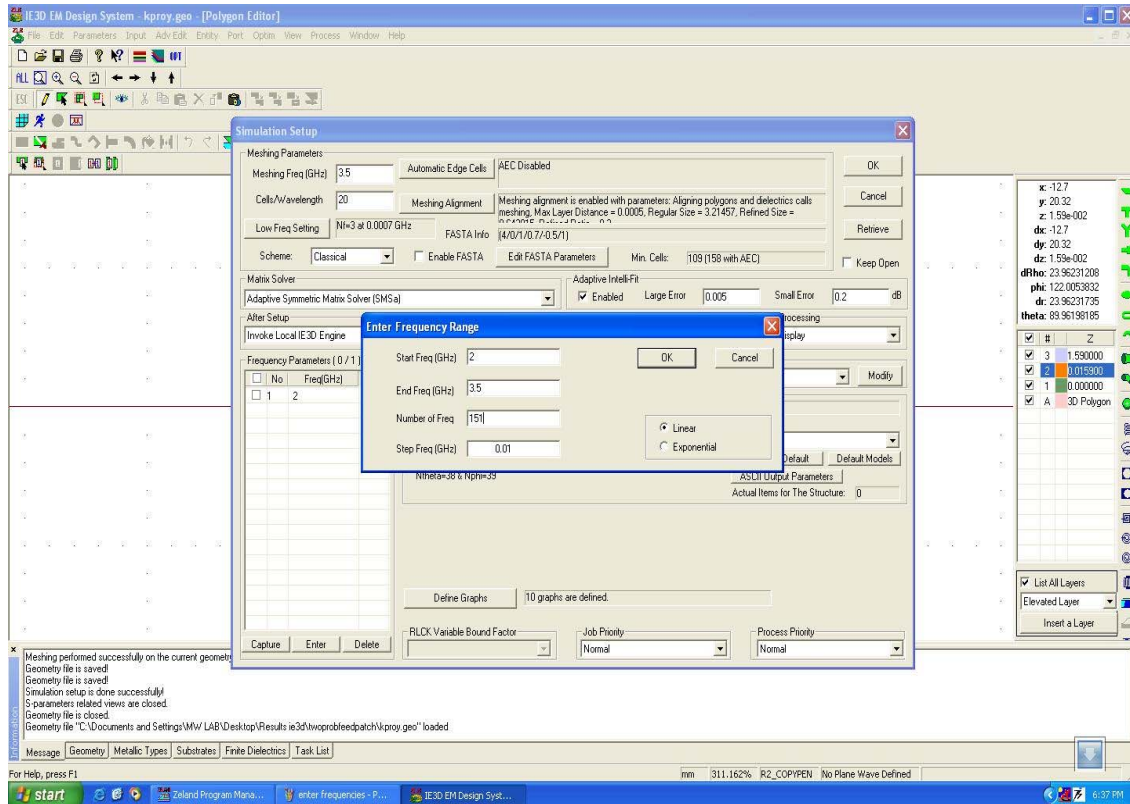 IE3D EM Design System - kproy.geo - [Polygon Editor]
File Edit Parameters Input Adv Edit Entity Port Optim View Process Window Help
ALL
ESC
Simulation Setup
Meshing Parameters
Meshing Freq (GHz) 3.5 Automatic Edge Cells AEC Disabled OK
Cells/Wavelength 20 Meshing Alignment Meshing alignment is enabled with parameters: Aligning polygons and dielectics calls meshing, Max Layer Distance = 0.0005, Regular Size = 3.21457, Refined Size = Cancel
Low Freq Setting Nf=3 at 0.0007 GHz FASTA Info (4/0/1/0.7/-0.5/1) Retrieve
Scheme: Classical Enable FASTA Edit FASTA Parameters Min. Cells: 109 (158 with AEC) Keep Open
Matrix Solver Adaptive Intelli-Fit
Adaptive Symmetric Matrix Solver (SMSa) Enabled Large Error 0.005 Small Error 0.2 dB
After Setup rocessing
Invoke Local IE3D Engine isplay
Enter Frequency Range
Start Freq (GHz) 2 OK Cancel
End Freq (GHz) 3.5
Number of Freq 151
Step Freq (GHz) 0.01
Linear
Exponential
Frequency Parameters ( 0 / 1 ) Modify
No Freq(GHz)
1 2
Default Default Models
Ntheta=38 & Nphi=39 ASCII Output Parameters
Actual Items for The Structure: 0
Define Graphs 10 graphs are defined.
RLCK Variable Bound Factor Job Priority Process Priority
Capture Enter Delete Normal Normal
x: -12.7
y: 20.32
z: 1.59e-002
dx: -12.7
dy: 20.32
dz: 1.59e-002
dRho: 23.96231208
phi: 122.0053832
dr: 23.96231735
theta: 89.96198185
# Z
3 1.590000
2 0.015900
1 0.000000
A 3D Polygon
List All Layers
Elevated Layer
Insert a Layer
Information
Meshing performed successfully on the current geomet
Geometry file is saved!
Geometry file is saved!
Simulation setup is done successfully!
S-parameters related views are closed.
Geometry file is closed.
Geometry file "C:\Documents and Settings\MW LAB\Desktop\Results ie3d\twoprobfeedpatch\kproy.geo" loaded
Message Geometry Metallic Types Substrates Finite Dielectrics Task List
For Help, press F1 mm 311.162% R2_COPYPEN No Plane Wave Defined
start Zeland Program Mana... enter frequencies - P... IE3D EM Design Syst... 6:37 PM